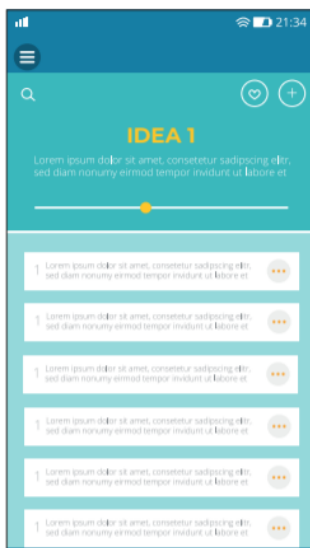 21:34
IDEA 1
Lorem ipsum dolor sit amet, consetetur sadipscing elitr,
sed diam nonumy eirmod tempor invidunt ut labore et
1 Lorem ipsum dolor sit amet, consetetur sadipscing elitr,
sed diam nonumy eirmod tempor invidunt ut labore et
1 Lorem ipsum dolor sit amet, consetetur sadipscing elitr,
sed diam nonumy eirmod tempor invidunt ut labore et
1 Lorem ipsum dolor sit amet, consetetur sadipscing elitr,
sed diam nonumy eirmod tempor invidunt ut labore et
1 Lorem ipsum dolor sit amet, consetetur sadipscing elitr,
sed diam nonumy eirmod tempor invidunt ut labore et
1 Lorem ipsum dolor sit amet, consetetur sadipscing elitr,
sed diam nonumy eirmod tempor invidunt ut labore et
1 Lorem ipsum dolor sit amet, consetetur sadipscing elitr,
sed diam nonumy eirmod tempor invidunt ut labore et